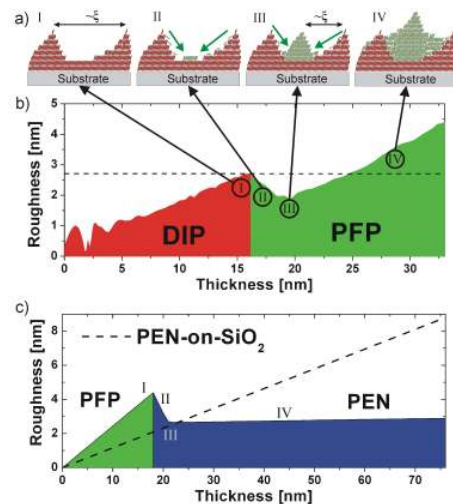 a) I ~ξ II III ~ξ IV
Substrate Substrate Substrate Substrate
b)
Roughness [nm]
5
4
3
2
1
0
I II III IV
DIP PFP
0 5 10 15 20 25 30
Thickness [nm]
c)
Roughness [nm]
8
6
4
2
0
PEN-on-SiO₂
PFP I II III IV PEN
0 10 20 30 40 50 60 70
Thickness [nm]